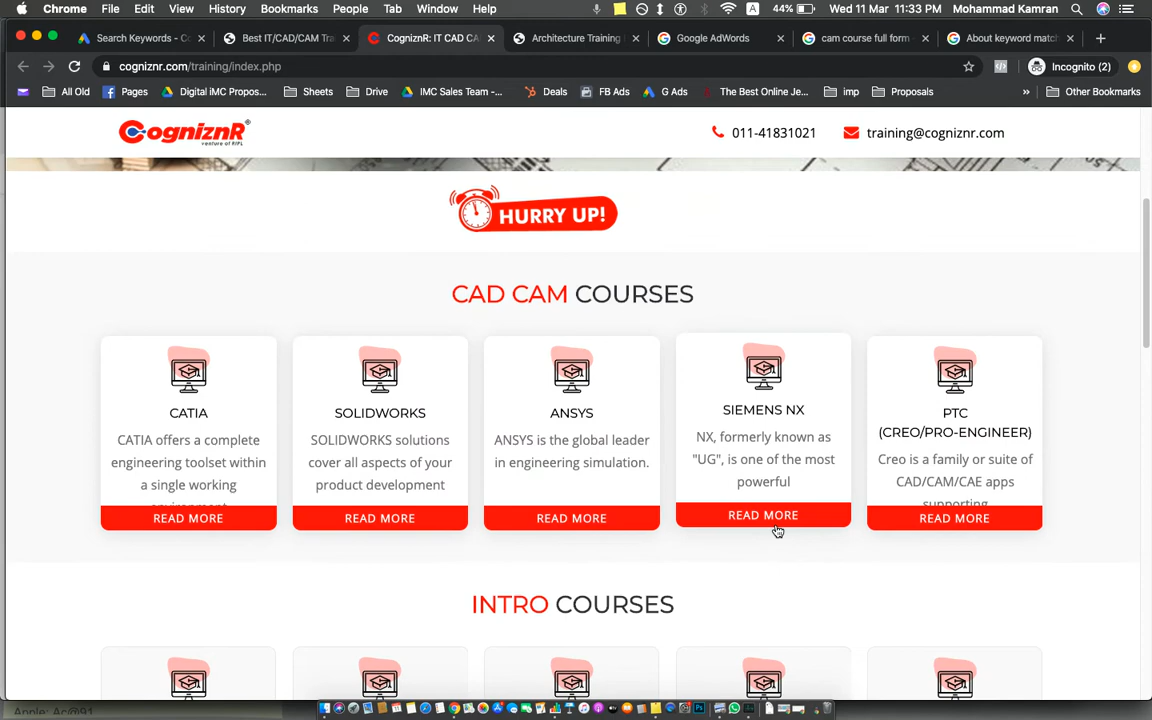 Chrome File Edit View History Bookmarks People Tab Window Help A 44% Wed 11 Mar 11:33 PM Mohammad Kamran
Search Keywords - Co Best IT/CAD/CAM Tra CogniznR: IT CAD CA Architecture Training Google AdWords cam course full form - About keyword match
cogniznr.com/training/index.php Incognito (2)
All Old Pages Digital iMC Propos... Sheets Drive IMC Sales Team -... Deals FB Ads G Ads The Best Online Je... imp Proposals » Other Bookmarks
CogniznR®
venture of RIFL
011-41831021 training@cogniznr.com
HURRY UP!
CAD CAM COURSES
CATIA
CATIA offers a complete
engineering toolset within
a single working
environment.
READ MORE
SOLIDWORKS
SOLIDWORKS solutions
cover all aspects of your
product development
READ MORE
ANSYS
ANSYS is the global leader
in engineering simulation.
READ MORE
SIEMENS NX
NX, formerly known as
"UG", is one of the most
powerful
READ MORE
PTC
(CREO/PRO-ENGINEER)
Creo is a family or suite of
CAD/CAM/CAE apps
supporting
READ MORE
INTRO COURSES